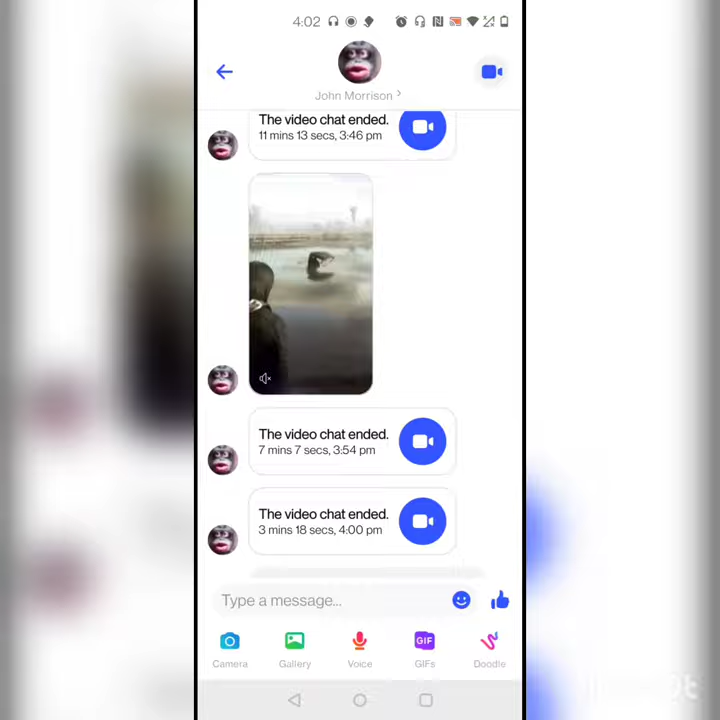 4:02
John Morrison
The video chat ended.
11 mins 13 secs, 3:46 pm
The video chat ended.
7 mins 7 secs, 3:54 pm
The video chat ended.
3 mins 18 secs, 4:00 pm
Type a message...
GIF
Camera Gallery Voice GIFs Doodle